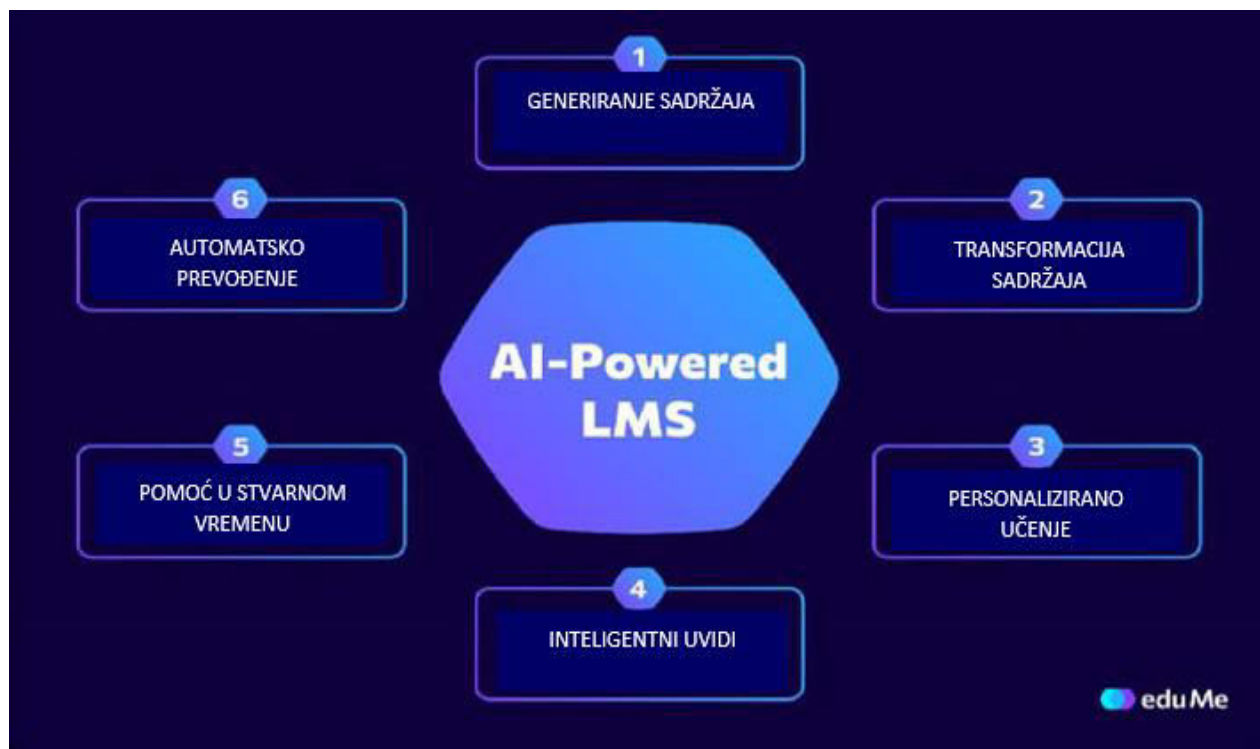 1
GENERIRANJE SADRŽAJA
2
TRANSFORMACIJA
SADRŽAJA
3
PERSONALIZIRANO
UČENJE
4
INTELIGENTNI UVIDI
5
POMOĆ U STVARNOM
VREMENU
6
AUTOMATSKO
PREVOĐENJE
AI-Powered
LMS
eduMe